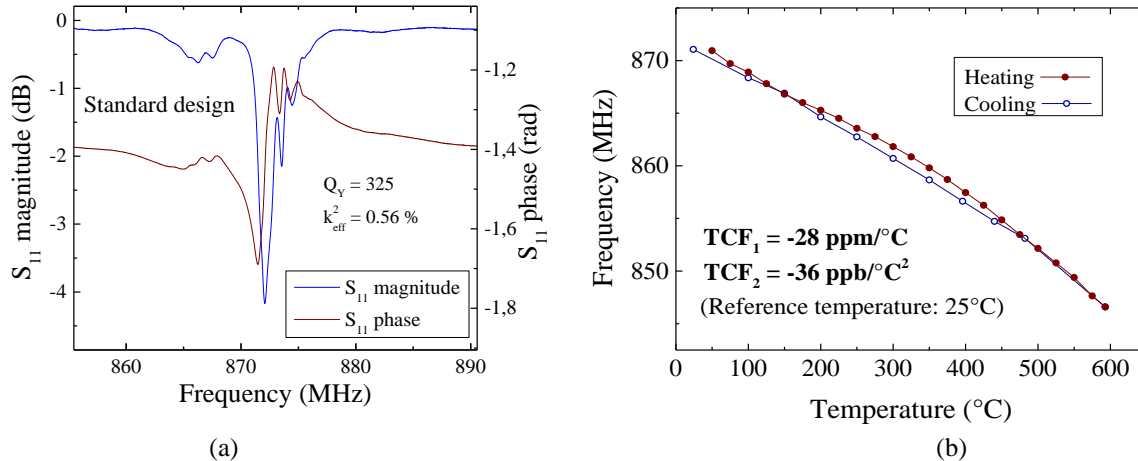 0
-1
-2
-3
-4
S11 magnitude (dB)
Standard design
QY = 325
k²eff = 0.56 %
S11 magnitude
S11 phase
-1,2
-1,4
-1,6
-1,8
S11 phase (rad)
860 870 880 890
Frequency (MHz)
(a)
870
860
850
Frequency (MHz)
Heating
Cooling
TCF1 = -28 ppm/°C
TCF2 = -36 ppb/°C²
(Reference temperature: 25°C)
0 100 200 300 400 500 600
Temperature (°C)
(b)